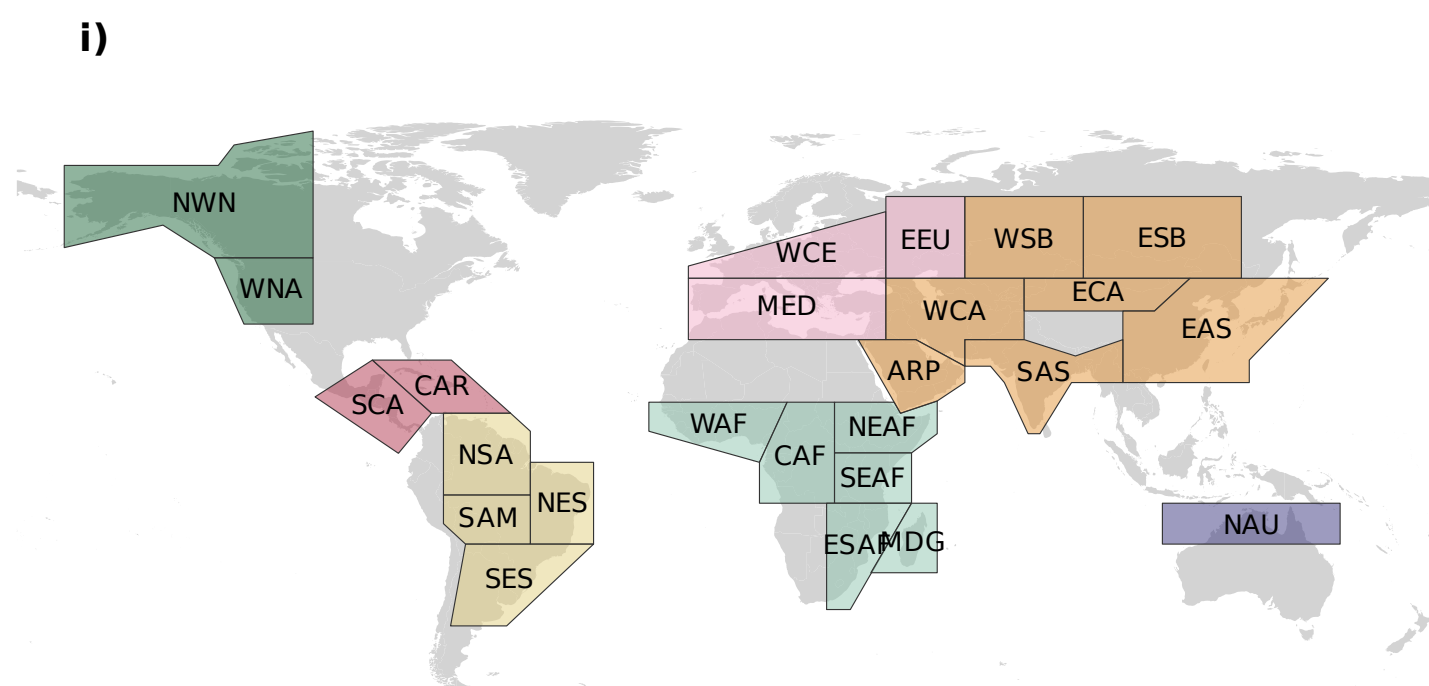 i)
NWN
WNA
SCA
CAR
NSA
SAM
NES
SES
WCE
EEU
WSB
ESB
MED
WCA
ECA
EAS
ARP
SAS
WAF
CAF
NEAF
SEAF
ESAF
MDG
NAU